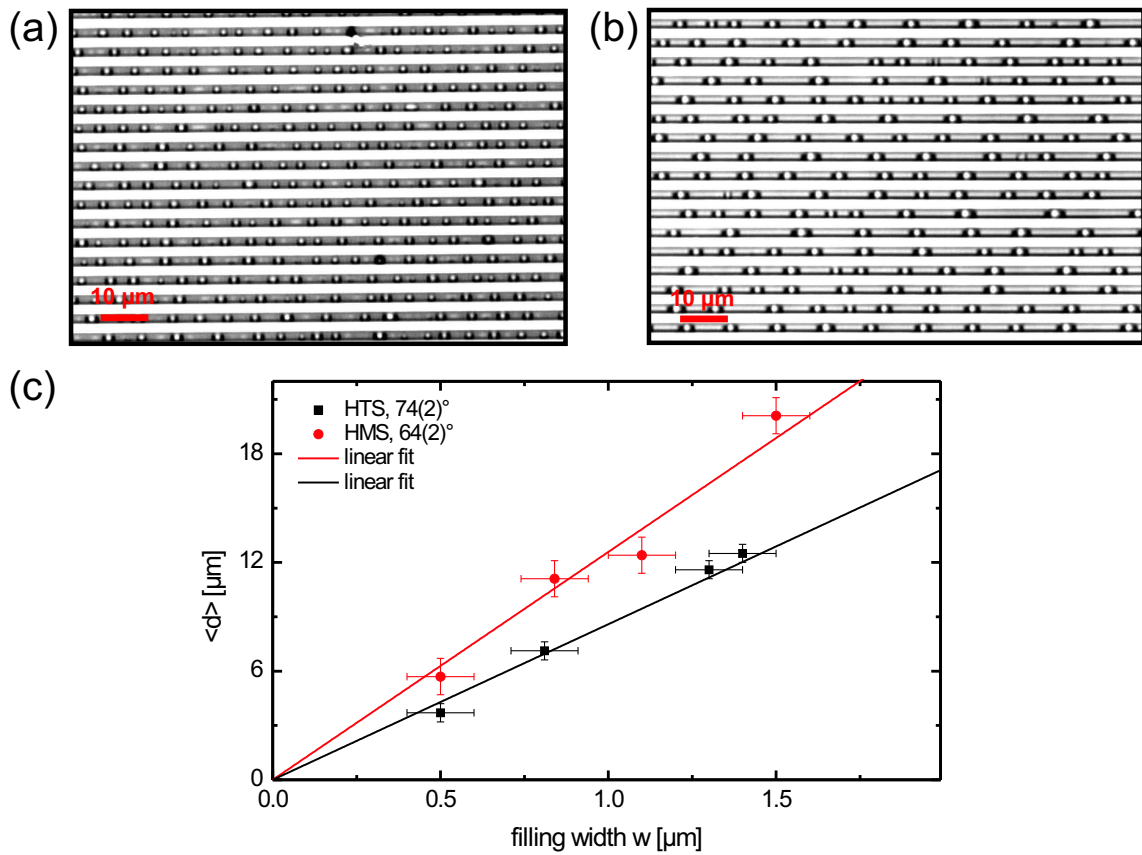 (a)
(b)
10 µm
10 µm
(c)
HTS, 74(2)°
HMS, 64(2)°
linear fit
linear fit
<d> [µm]
18
12
6
0
0.0 0.5 1.0 1.5
filling width w [µm]